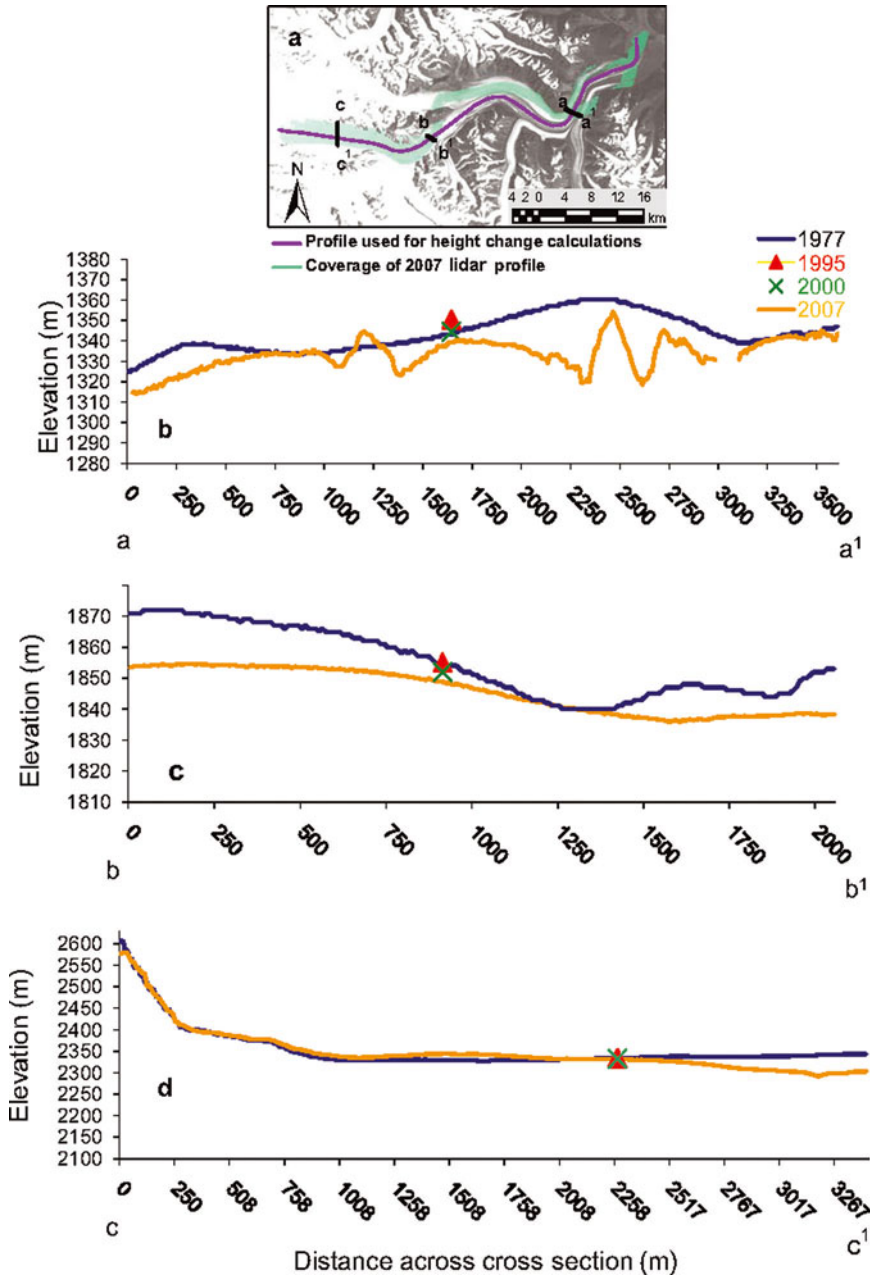 a
c
c1
b
b1
a
a1
N
4 2 0 4 8 12 16
km
Profile used for height change calculations
Coverage of 2007 lidar profile
1977
1995
2000
2007
Elevation (m)
1380
1370
1360
1350
1340
1330
1320
1310
1300
1290
1280
b
0 250 500 750 1000 1250 1500 1750 2000 2250 2500 2750 3000 3250 3500
a a1
Elevation (m)
1870
1860
1850
1840
1830
1820
1810
c
0 250 500 750 1000 1250 1500 1750 2000
b b1
Elevation (m)
2600
2550
2500
2450
2400
2350
2300
2250
2200
2150
2100
d
0 250 508 758 1008 1258 1508 1758 2008 2258 2517 2767 3017 3267
c c1
Distance across cross section (m)